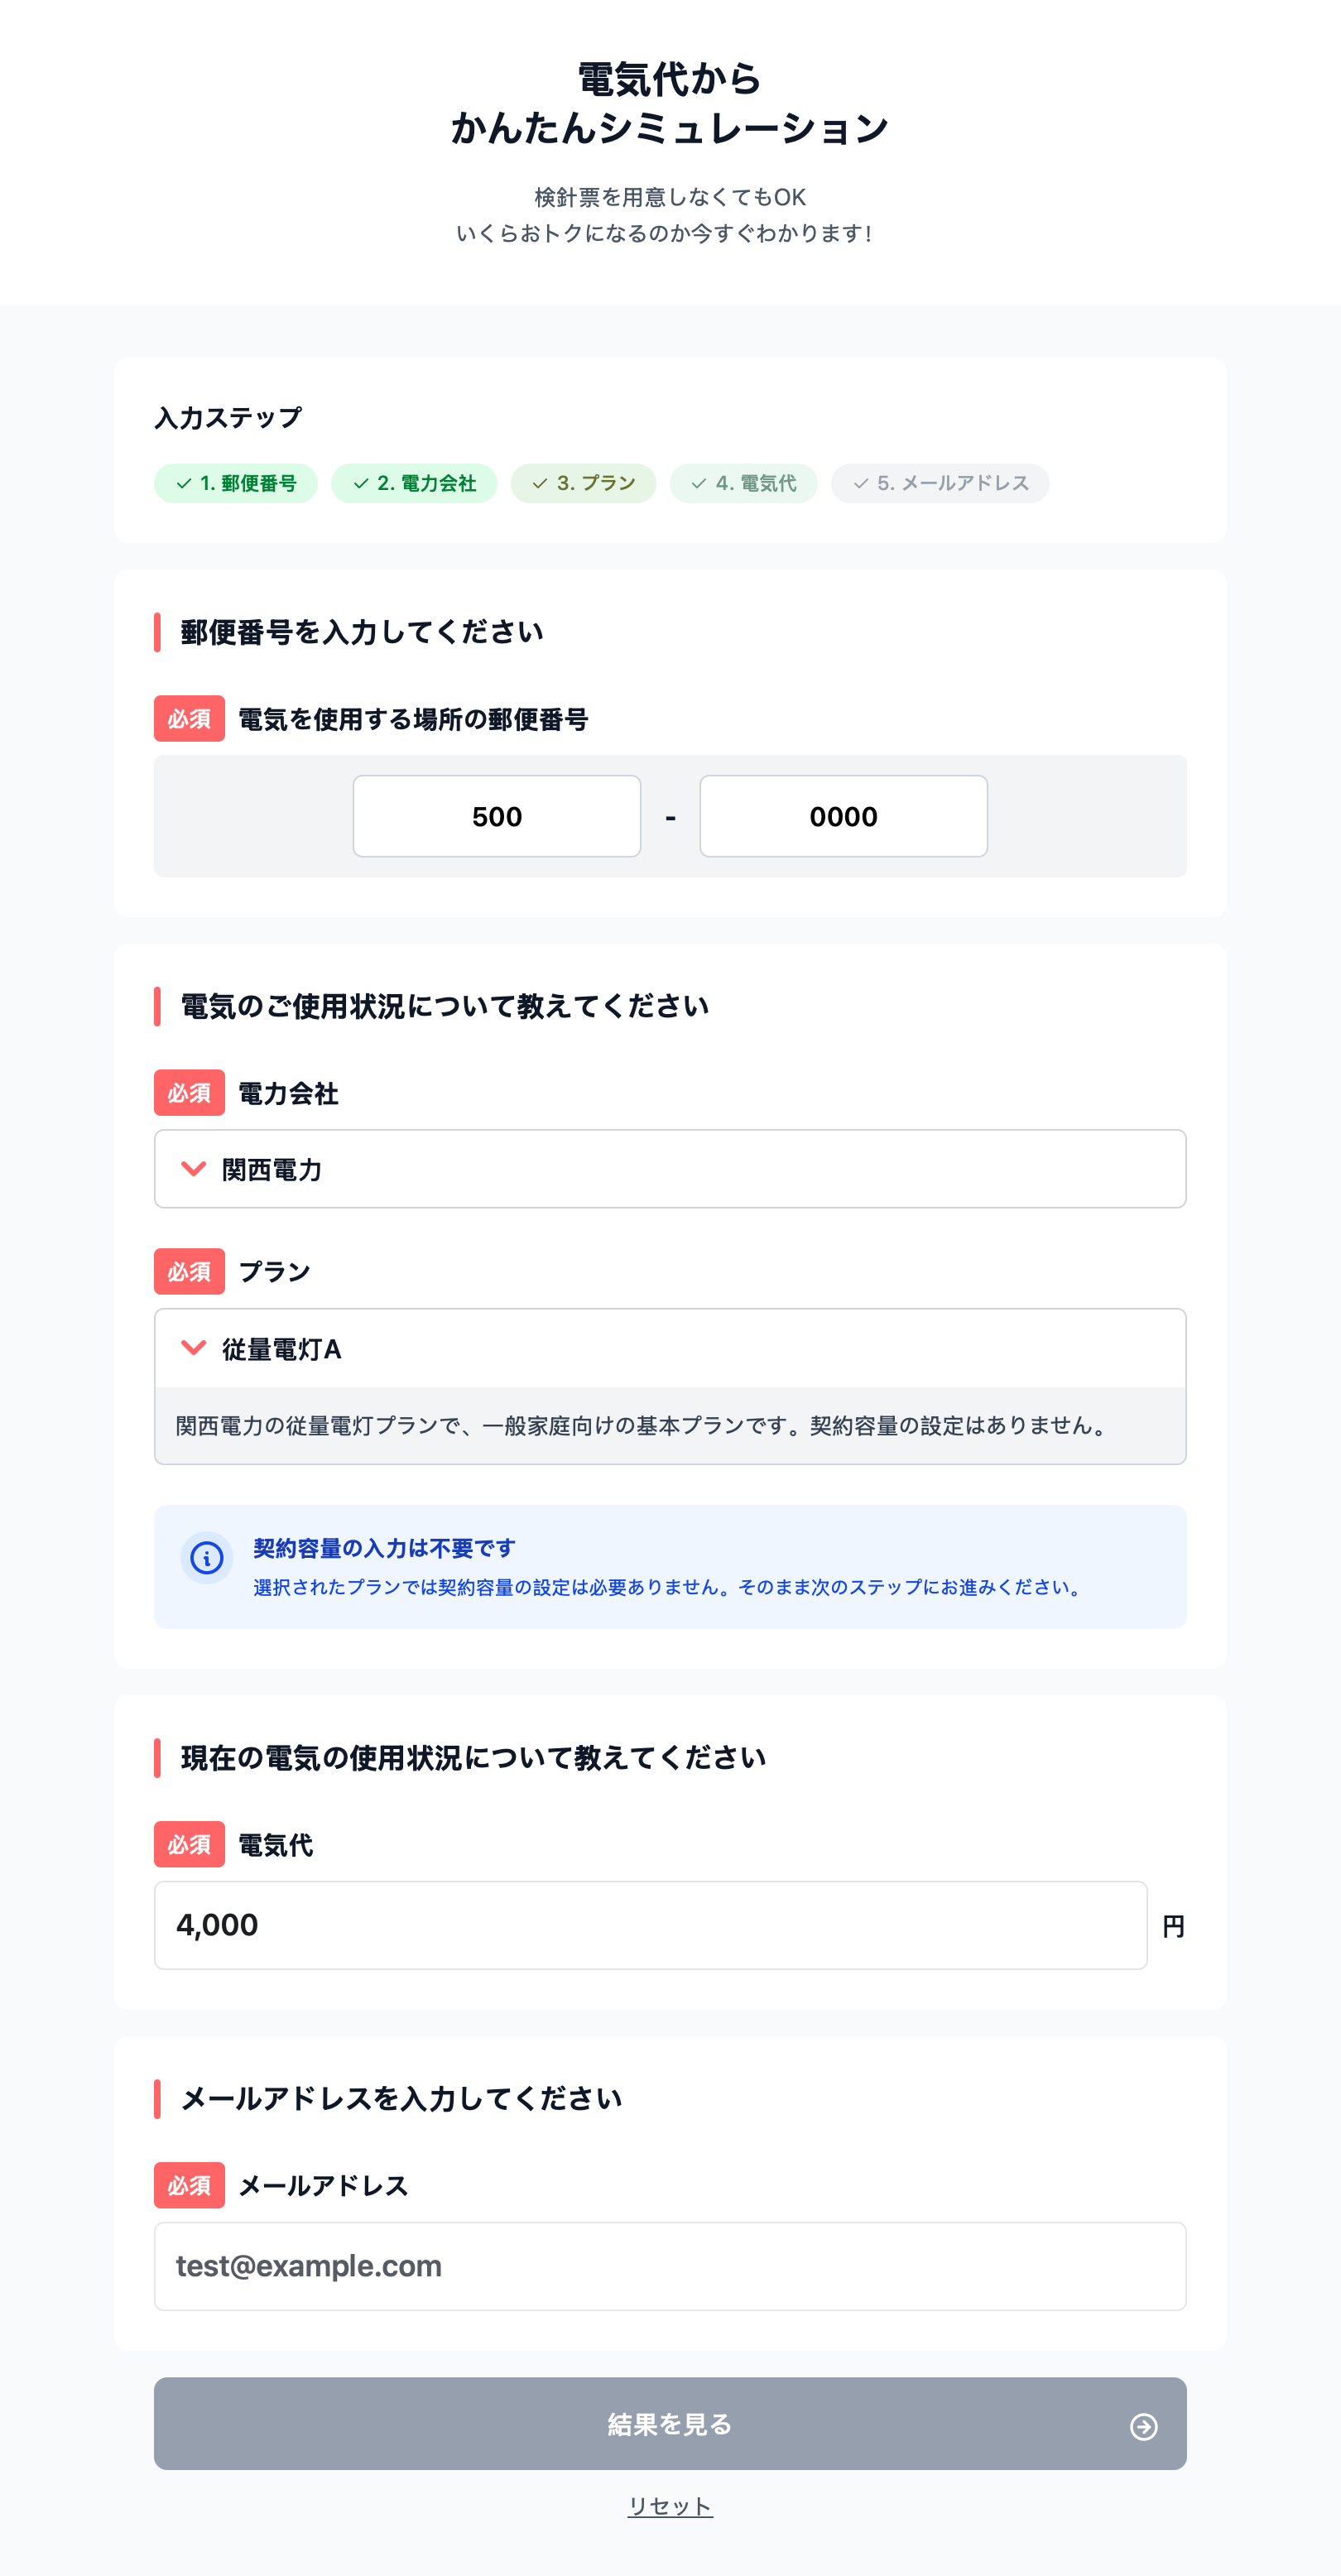 電気代から
かんたんシミュレーション
検針票を用意しなくてもOK
いくらおトクになるのか今すぐわかります!
入力ステップ
1. 郵便番号 2. 電力会社 3. プラン 4. 電気代 5. メールアドレス
郵便番号を入力してください
必須 電気を使用する場所の郵便番号
500 - 0000
電気のご使用状況について教えてください
必須 電力会社
関西電力
必須 プラン
従量電灯A
関西電力の従量電灯プランで、一般家庭向けの基本プランです。契約容量の設定はありません。
契約容量の入力は不要です
選択されたプランでは契約容量の設定は必要ありません。そのまま次のステップにお進みください。
現在の電気の使用状況について教えてください
必須 電気代
4,000 円
メールアドレスを入力してください
必須 メールアドレス
test@example.com
結果を見る
リセット